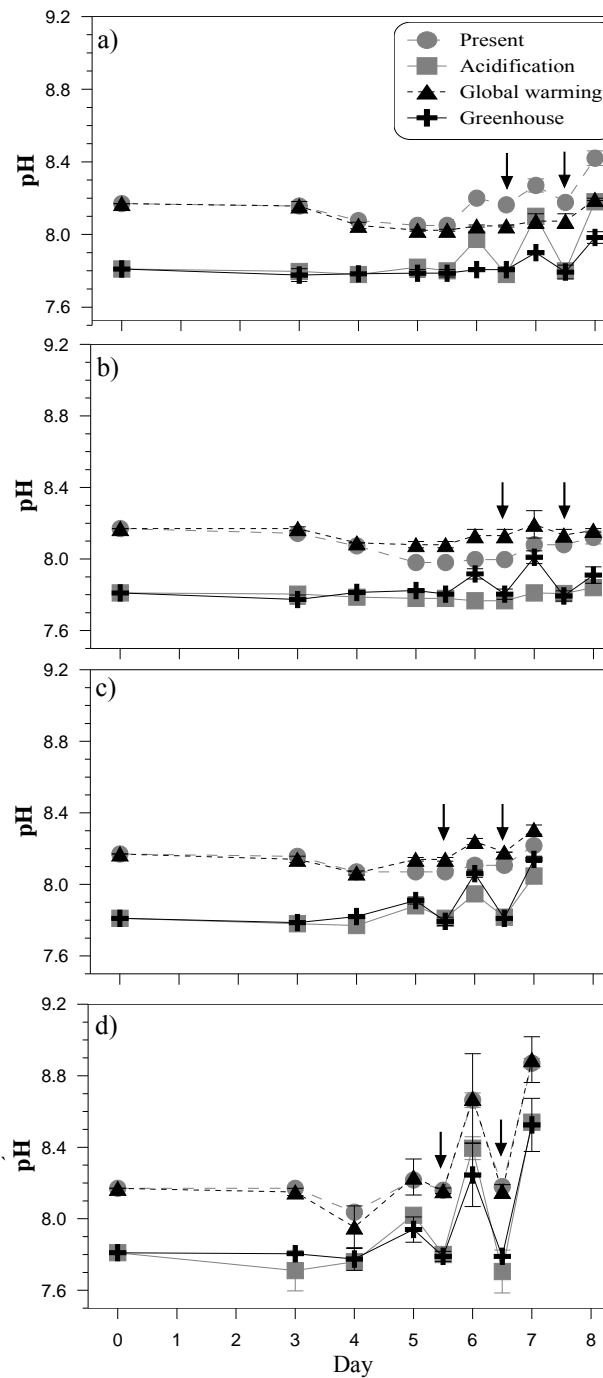 a)
Present
Acidification
Global warming
Greenhouse
9.2
8.8
8.4
8.0
7.6
pH
b)
9.2
8.8
8.4
8.0
7.6
pH
c)
9.2
8.8
8.4
8.0
7.6
pH
d)
9.2
8.8
8.4
8.0
7.6
pH
0 1 2 3 4 5 6 7 8
Day